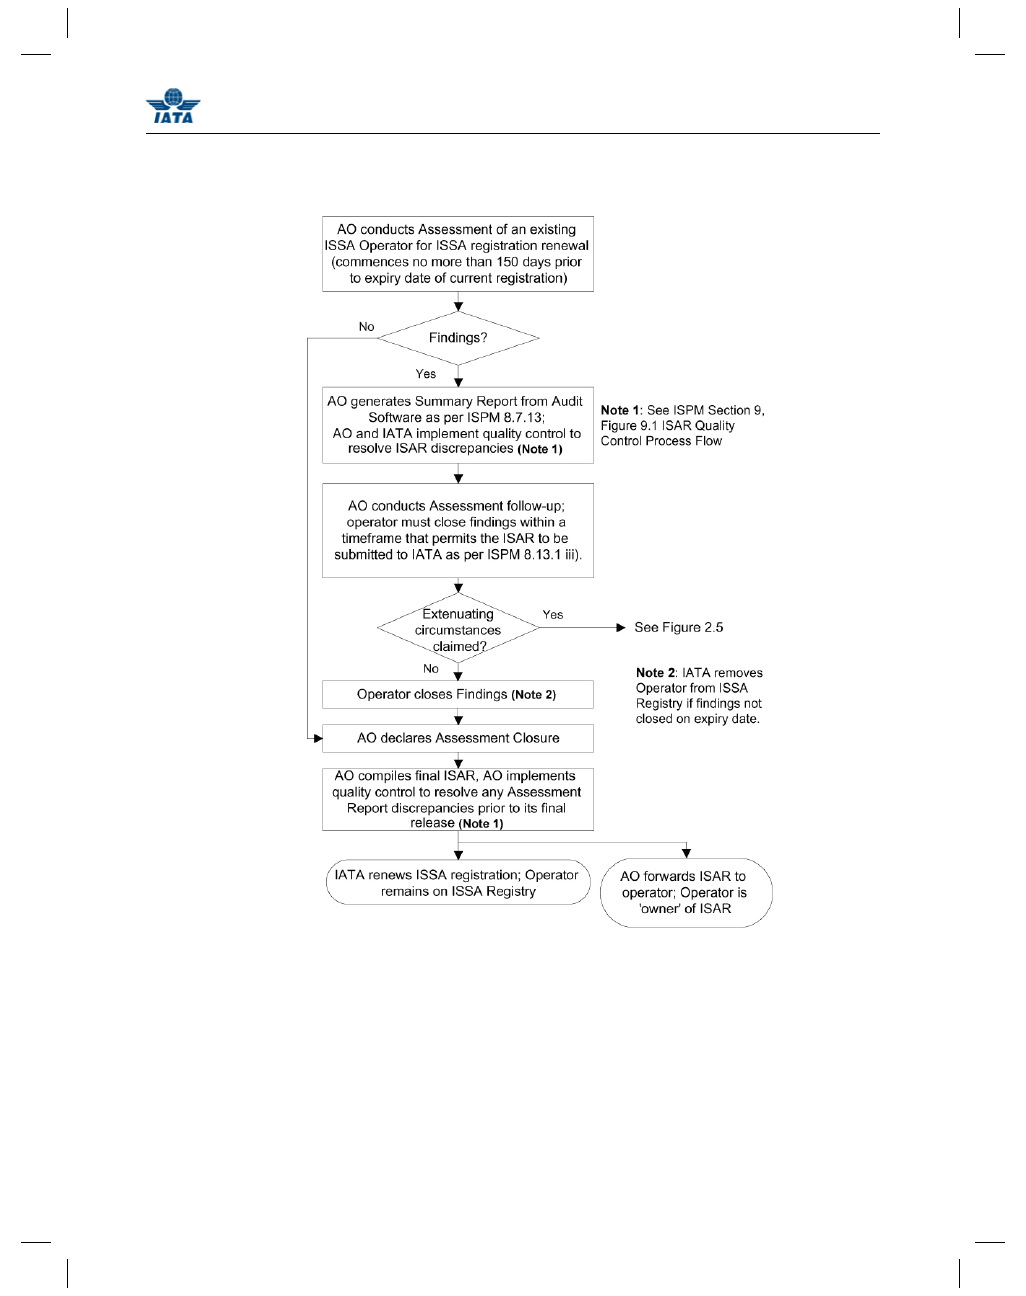 IATA
AO conducts Assessment of an existing
ISSA Operator for ISSA registration renewal
(commences no more than 150 days prior
to expiry date of current registration)
No
Findings?
Yes
AO generates Summary Report from Audit
Software as per ISPM 8.7.13;
AO and IATA implement quality control to
resolve ISAR discrepancies (Note 1)
Note 1: See ISPM Section 9,
Figure 9.1 ISAR Quality
Control Process Flow
AO conducts Assessment follow-up;
operator must close findings within a
timeframe that permits the ISAR to be
submitted to IATA as per ISPM 8.13.1 iii).
Extenuating
circumstances
claimed?
Yes
See Figure 2.5
No
Note 2: IATA removes
Operator from ISSA
Registry if findings not
closed on expiry date.
Operator closes Findings (Note 2)
AO declares Assessment Closure
AO compiles final ISAR, AO implements
quality control to resolve any Assessment
Report discrepancies prior to its final
release (Note 1)
IATA renews ISSA registration; Operator
remains on ISSA Registry
AO forwards ISAR to
operator; Operator is
'owner' of ISAR